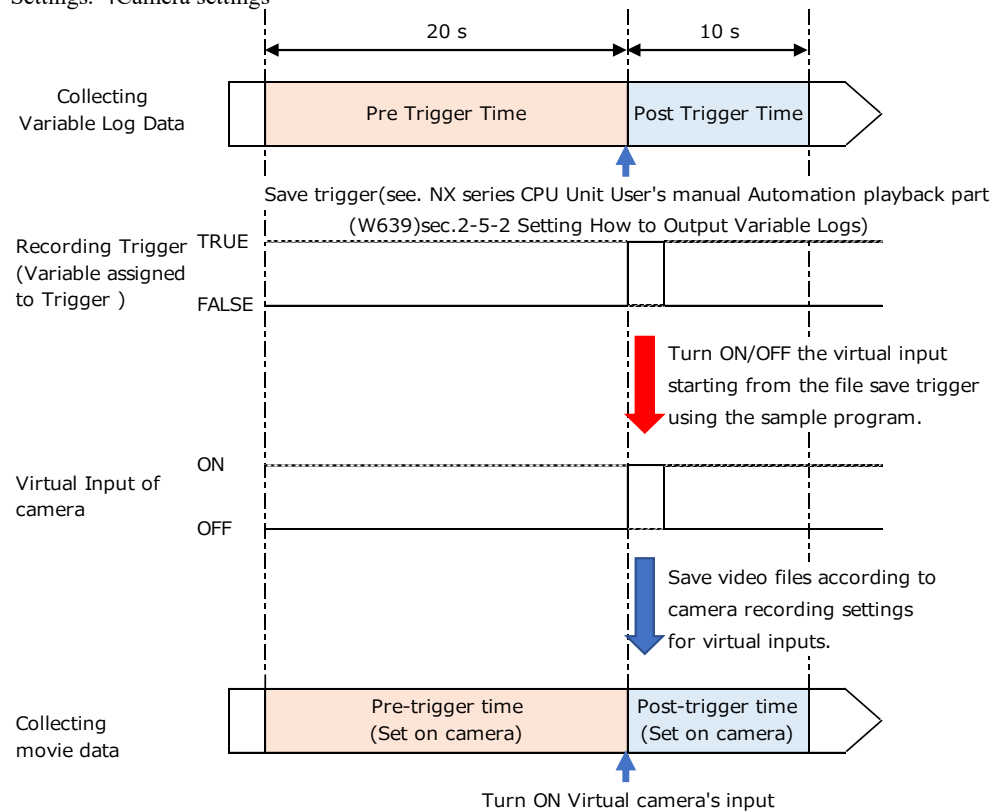 Settings.
Camera settings
20 s
10 s
Collecting
Variable Log Data
Pre Trigger Time
Post Trigger Time
Save trigger(see. NX series CPU Unit User's manual Automation playback part
(W639)sec.2-5-2 Setting How to Output Variable Logs)
Recording Trigger
(Variable assigned
to Trigger )
TRUE
FALSE
Turn ON/OFF the virtual input
starting from the file save trigger
using the sample program.
Virtual Input of
camera
ON
OFF
Save video files according to
camera recording settings
for virtual inputs.
Collecting
movie data
Pre-trigger time
(Set on camera)
Post-trigger time
(Set on camera)
Turn ON Virtual camera's input